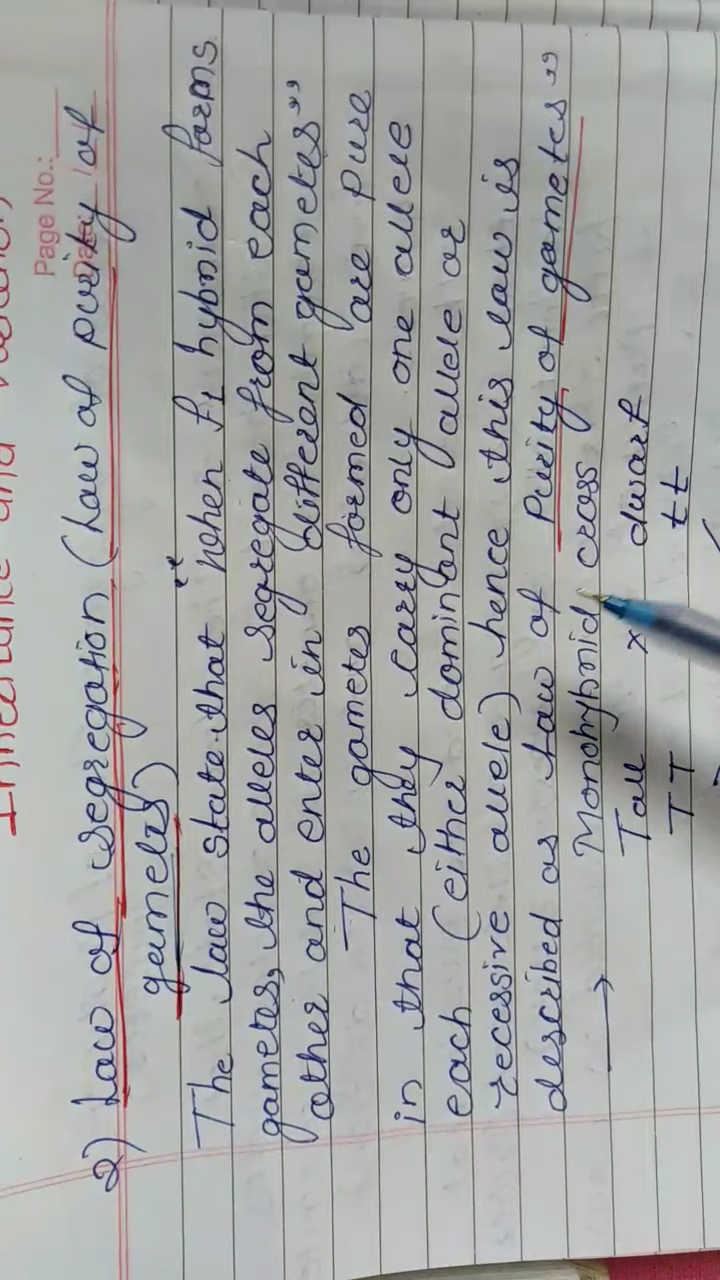 Page No.:
Date
2) Law of segregation (Law of purity of
gametes)
The law state that "when f1 hybrid forms
gametes, the alleles segregate from each
other and enter in different gametes"
The gametes formed are pure
in that they carry only one allele
each (either dominant allele or
recessive allele) hence this law is
described as Law of Purity of gametes"
→ Monohybrid cross
Tall x dwarf
TT tt